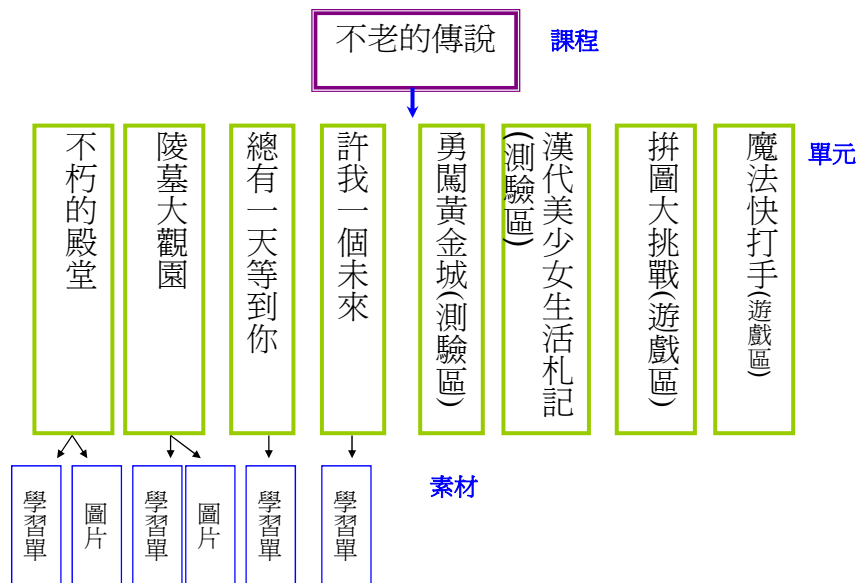 不老的傳說
課程
不朽的殿堂
陵墓大觀園
總有一天等到你
許我一個未來
勇闖黃金城(測驗區)
漢代美少女生活札記
(測驗區)
拼圖大挑戰(遊戲區)
魔法快打手(遊戲區)
單元
學習單
圖片
學習單
圖片
學習單
學習單
素材